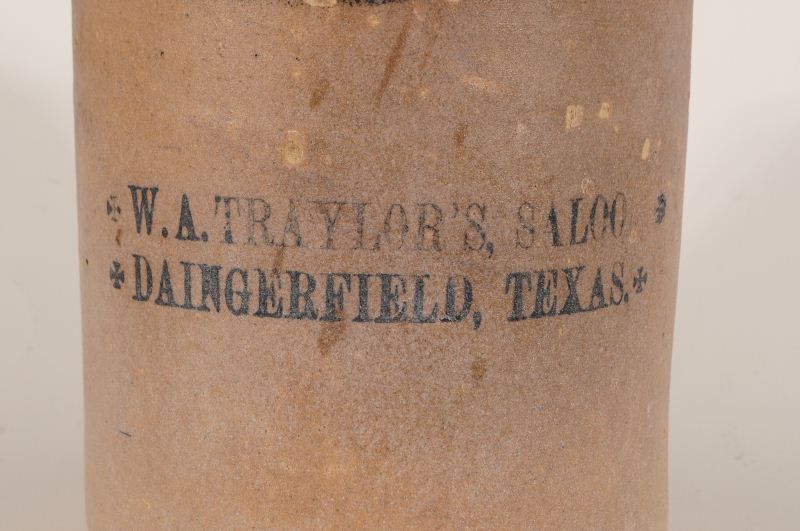 ✠ W. A. TRAYLOR'S, SALOO
✠ DAINGERFIELD, TEXAS. ✠